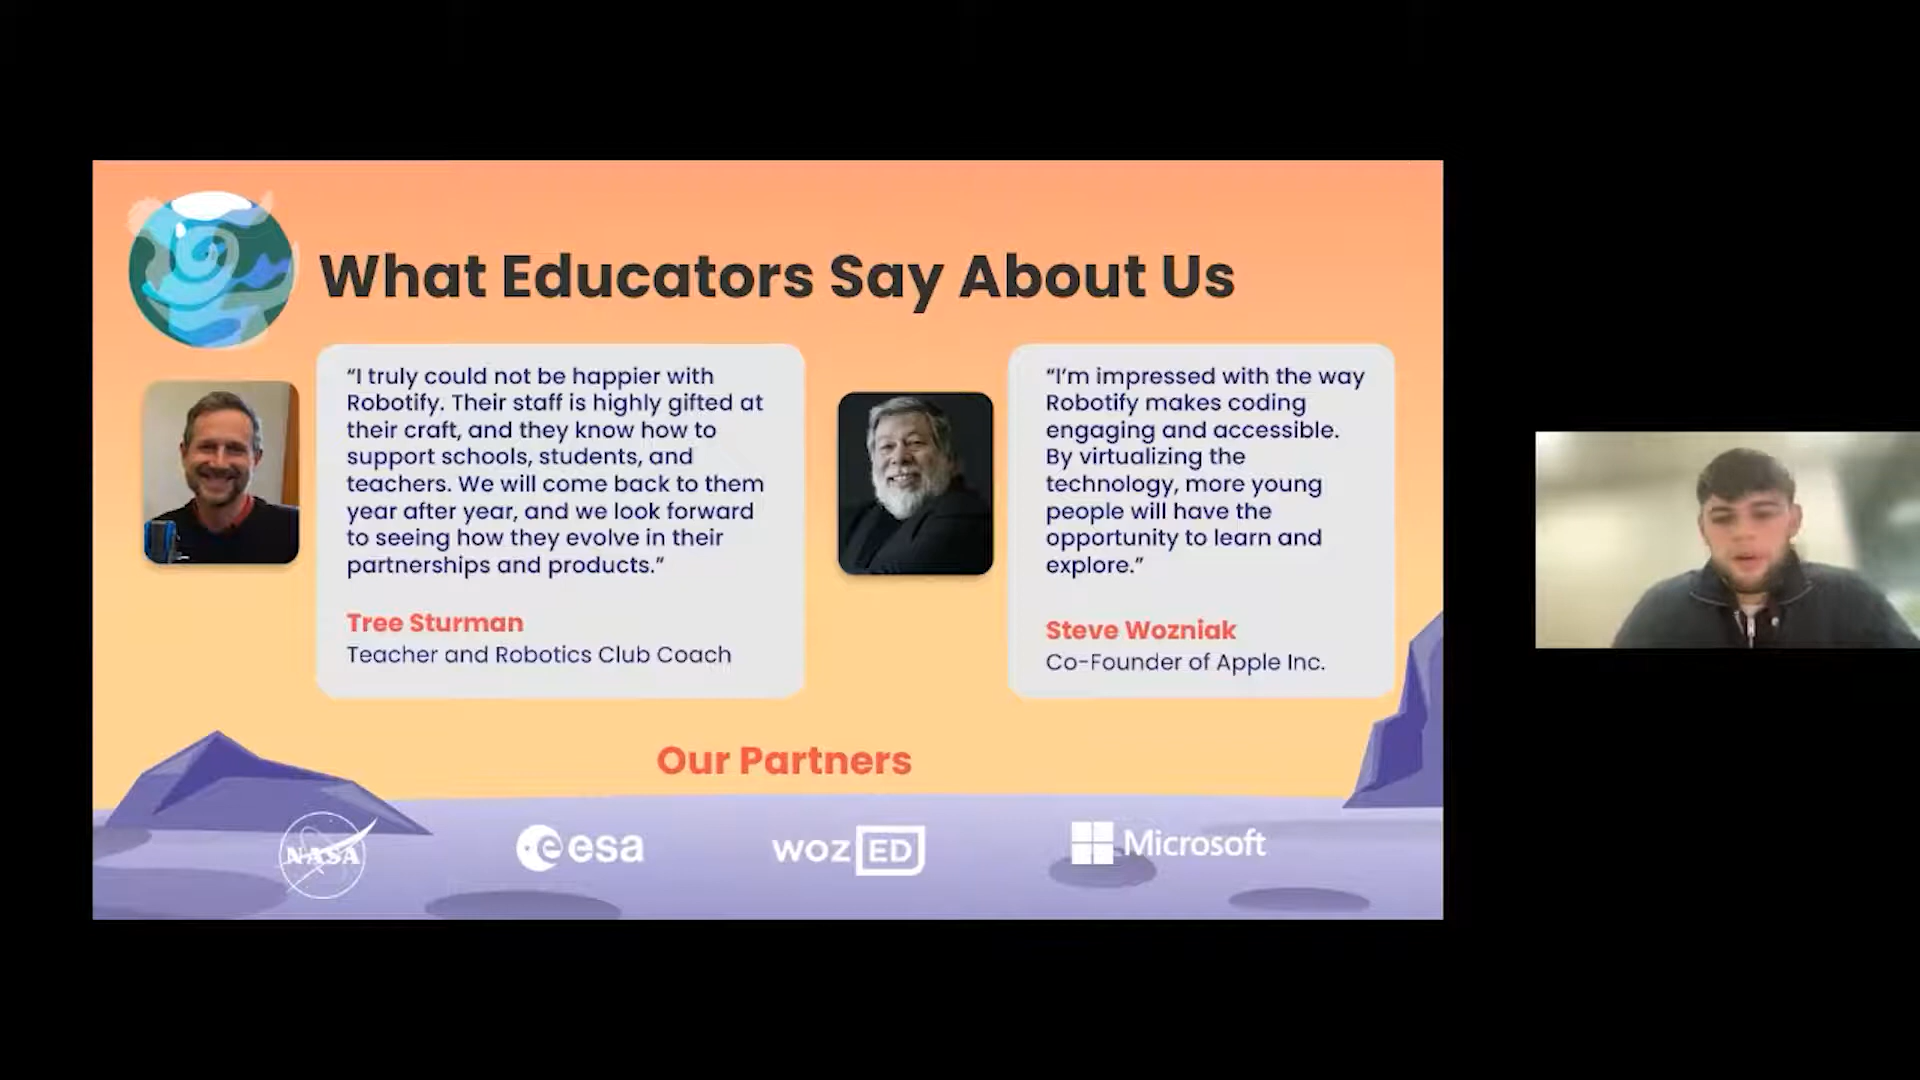 What Educators Say About Us
“I truly could not be happier with
Robotify. Their staff is highly gifted at
their craft, and they know how to
support schools, students, and
teachers. We will come back to them
year after year, and we look forward
to seeing how they evolve in their
partnerships and products.”
Tree Sturman
Teacher and Robotics Club Coach
“I’m impressed with the way
Robotify makes coding
engaging and accessible.
By virtualizing the
technology, more young
people will have the
opportunity to learn and
explore.”
Steve Wozniak
Co-Founder of Apple Inc.
Our Partners
NASA
esa
WOZ ED
Microsoft